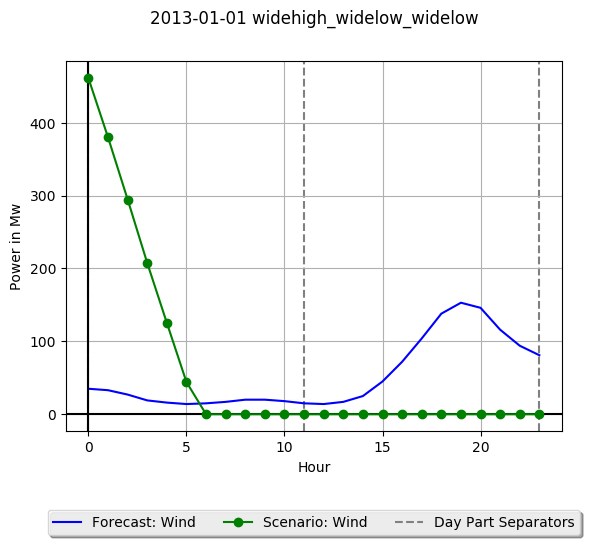 2013-01-01 widehigh_widelow_widelow
Power in Mw
400
300
200
100
0
0 5 10 15 20
Hour
Forecast: Wind Scenario: Wind Day Part Separators